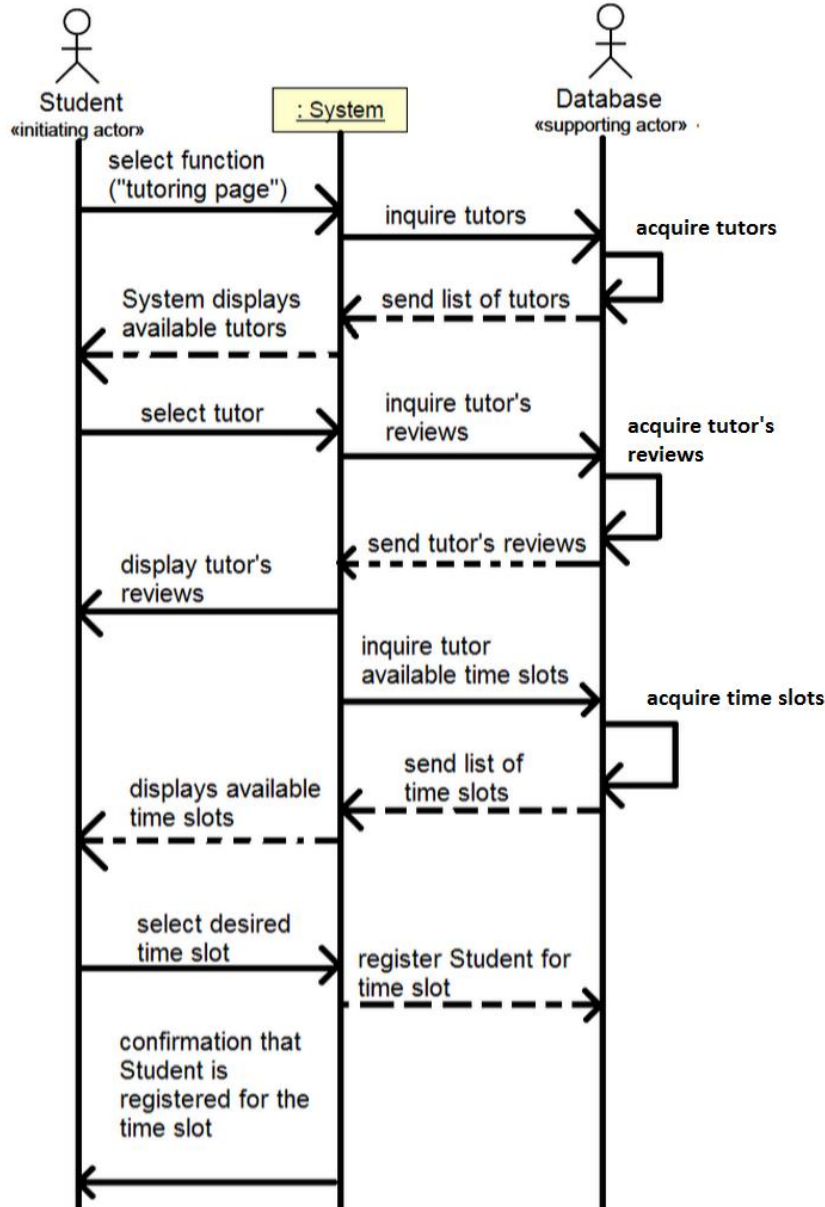 Student
«initiating actor»
: System
Database
«supporting actor»
select function
("tutoring page")
inquire tutors
acquire tutors
System displays
available tutors
send list of tutors
select tutor
inquire tutor's
reviews
acquire tutor's
reviews
send tutor's reviews
display tutor's
reviews
inquire tutor
available time slots
acquire time slots
send list of
time slots
displays available
time slots
select desired
time slot
register Student for
time slot
confirmation that
Student is
registered for the
time slot